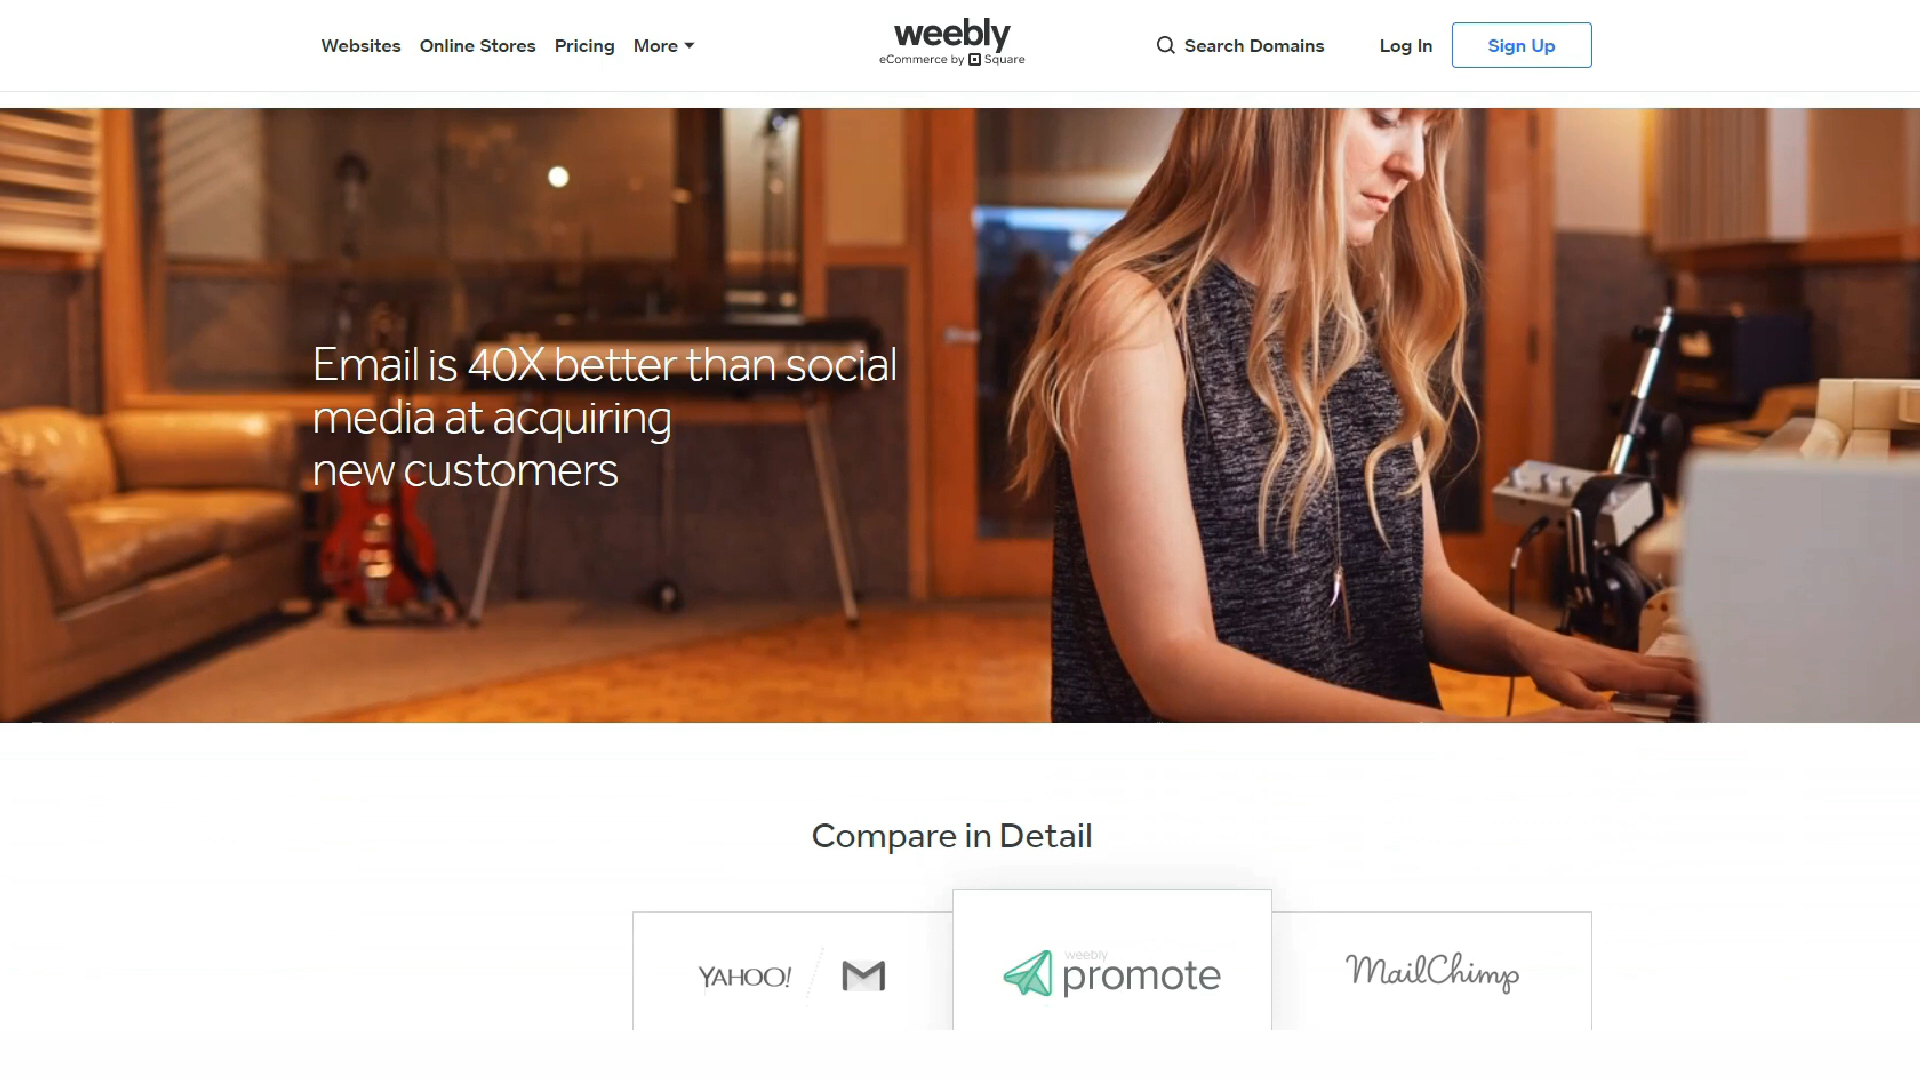 Websites Online Stores Pricing More
weebly
eCommerce by Square
Search Domains Log In Sign Up
Email is 40X better than social
media at acquiring
new customers
Compare in Detail
YAHOO!
weebly
promote
MailChimp